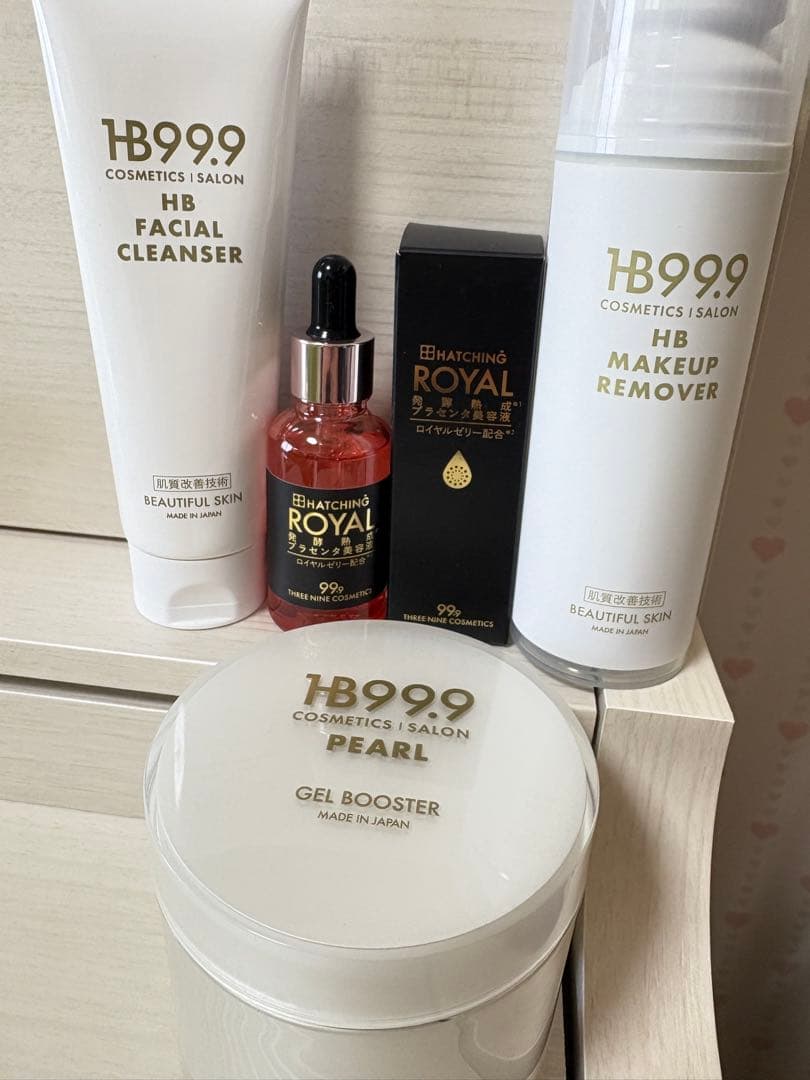 HB99.9
COSMETICS | SALON
HB
FACIAL
CLEANSER
肌質改善技術
BEAUTIFUL SKIN
MADE IN JAPAN
HATCHING
ROYAL
発酵熟成
プラセンタ美容液
ロイヤルゼリー配合
99.9
THREE NINE COSMETICS
HATCHING
ROYAL
発酵熟成※1
プラセンタ美容液
ロイヤルゼリー配合※2
99.9
THREE NINE COSMETICS
HB99.9
COSMETICS | SALON
HB
MAKEUP
REMOVER
肌質改善技術
BEAUTIFUL SKIN
MADE IN JAPAN
HB99.9
COSMETICS | SALON
PEARL
GEL BOOSTER
MADE IN JAPAN